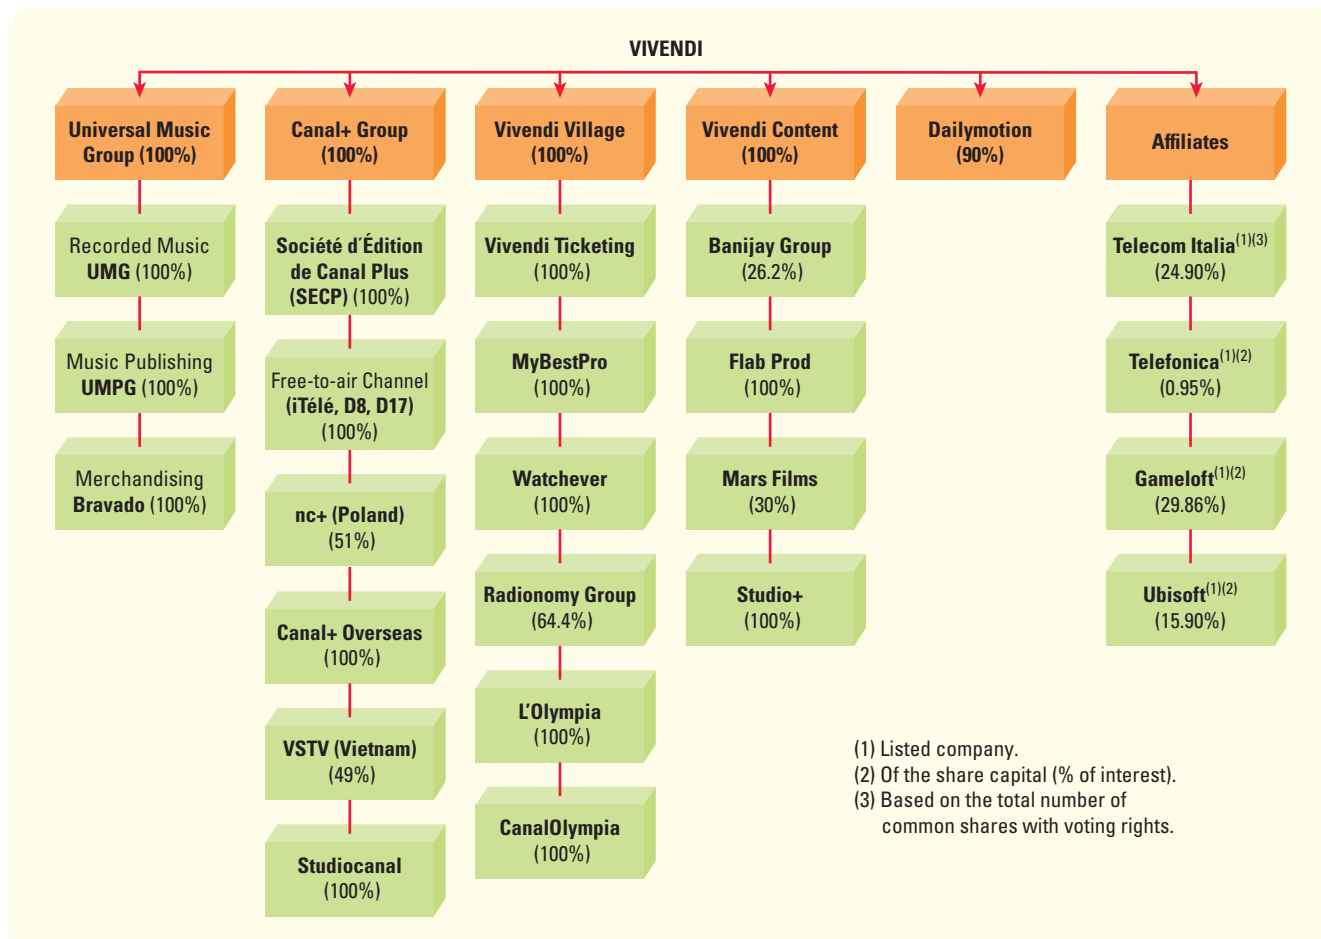 VIVENDI
Universal Music
Group (100%)
Canal+ Group
(100%)
Vivendi Village
(100%)
Vivendi Content
(100%)
Dailymotion
(90%)
Affiliates
Recorded Music
UMG (100%)
Music Publishing
UMPG (100%)
Merchandising
Bravado (100%)
Société d´Édition
de Canal Plus
(SECP) (100%)
Free-to-air Channel
(iTélé, D8, D17)
(100%)
nc+ (Poland)
(51%)
Canal+ Overseas
(100%)
VSTV (Vietnam)
(49%)
Studiocanal
(100%)
Vivendi Ticketing
(100%)
MyBestPro
(100%)
Watchever
(100%)
Radionomy Group
(64.4%)
L’Olympia
(100%)
CanalOlympia
(100%)
Banijay Group
(26.2%)
Flab Prod
(100%)
Mars Films
(30%)
Studio+
(100%)
Telecom Italia(1)(3)
(24.90%)
Telefonica(1)(2)
(0.95%)
Gameloft(1)(2)
(29.86%)
Ubisoft(1)(2)
(15.90%)
(1) Listed company.
(2) Of the share capital (% of interest).
(3) Based on the total number of
common shares with voting rights.